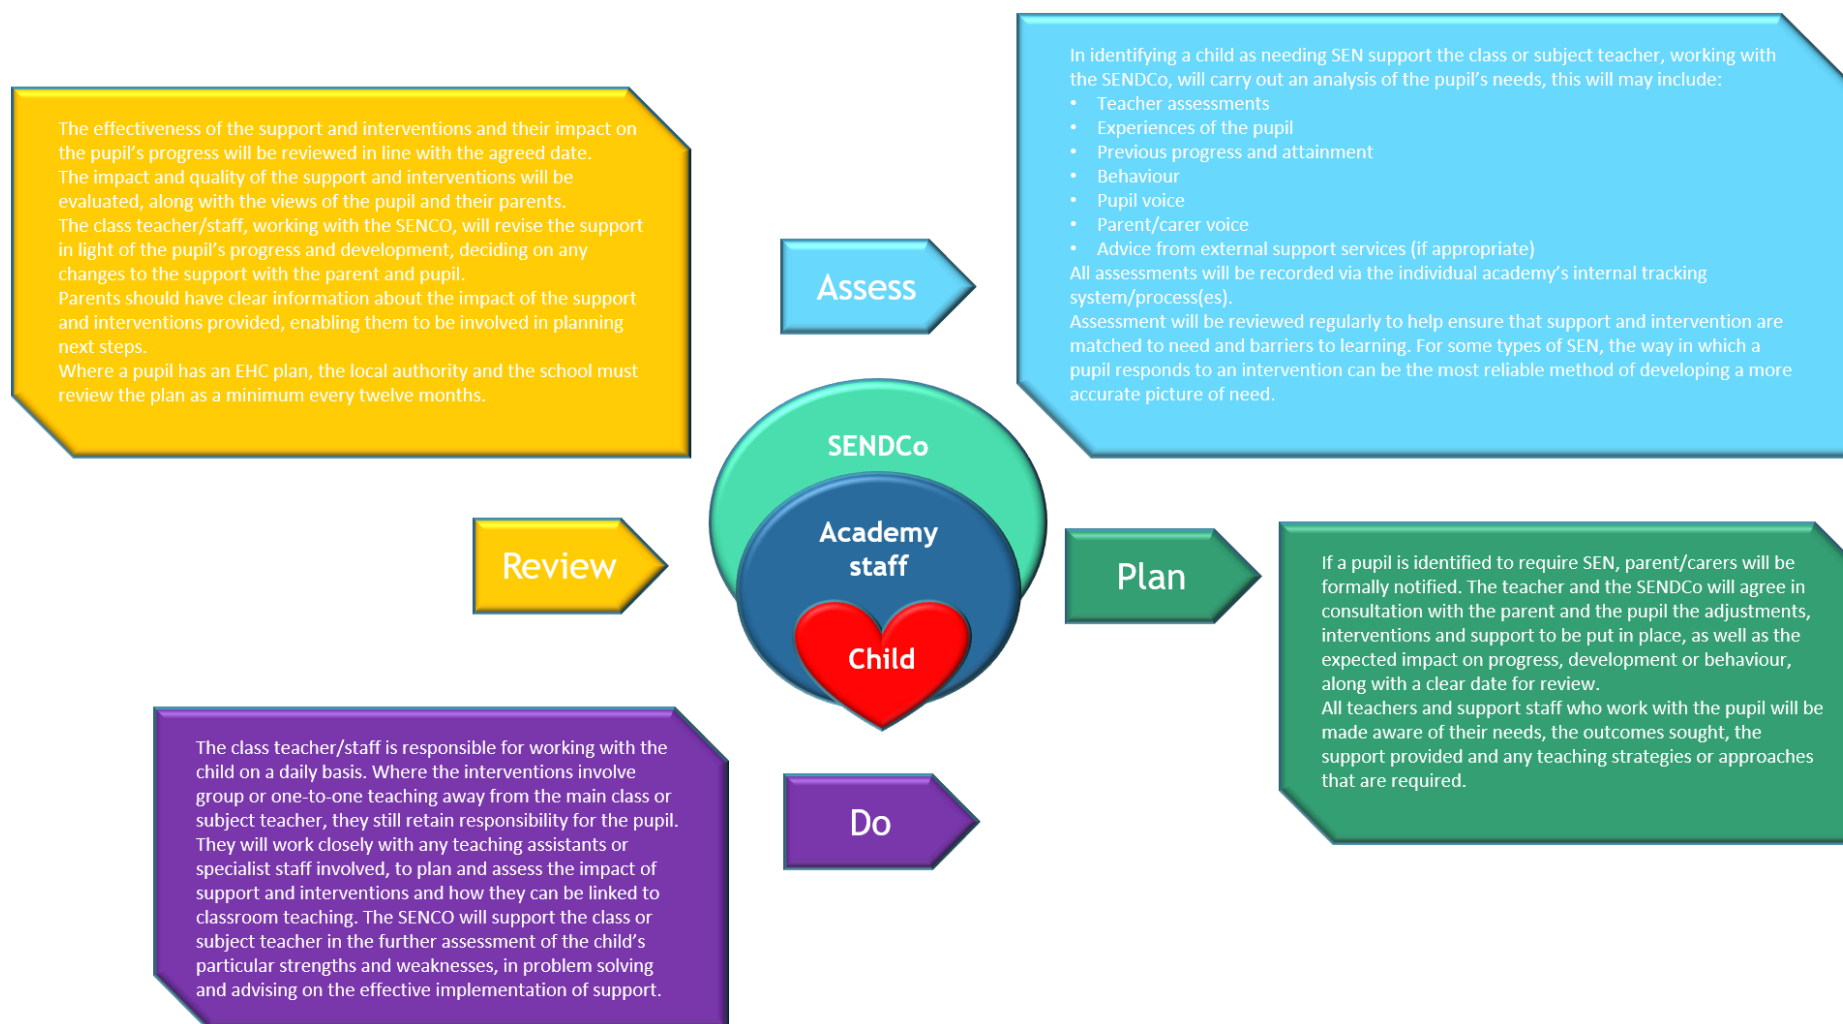 In identifying a child as needing SEN support the class or subject teacher, working with
the SENDCo, will carry out an analysis of the pupil's needs, this will may include:
• Teacher assessments
• Experiences of the pupil
• Previous progress and attainment
• Behaviour
• Pupil voice
• Parent/carer voice
• Advice from external support services (if appropriate)
All assessments will be recorded via the individual academy's internal tracking
system/process(es).
Assessment will be reviewed regularly to help ensure that support and intervention are
matched to need and barriers to learning. For some types of SEN, the way in which a
pupil responds to an intervention can be the most reliable method of developing a more
accurate picture of need.
The effectiveness of the support and interventions and their impact on
the pupil's progress will be reviewed in line with the agreed date.
The impact and quality of the support and interventions will be
evaluated, along with the views of the pupil and their parents.
The class teacher/staff, working with the SENCO, will revise the support
in light of the pupil's progress and development, deciding on any
changes to the support with the parent and pupil.
Parents should have clear information about the impact of the support
and interventions provided, enabling them to be involved in planning
next steps.
Where a pupil has an EHC plan, the local authority and the school must
review the plan as a minimum every twelve months.
Assess
SENDCo
Academy
staff
Child
Review
Plan
If a pupil is identified to require SEN, parent/carers will be
formally notified. The teacher and the SENDCo will agree in
consultation with the parent and the pupil the adjustments,
interventions and support to be put in place, as well as the
expected impact on progress, development or behaviour,
along with a clear date for review.
All teachers and support staff who work with the pupil will be
made aware of their needs, the outcomes sought, the
support provided and any teaching strategies or approaches
that are required.
The class teacher/staff is responsible for working with the
child on a daily basis. Where the interventions involve
group or one-to-one teaching away from the main class or
subject teacher, they still retain responsibility for the pupil.
They will work closely with any teaching assistants or
specialist staff involved, to plan and assess the impact of
support and interventions and how they can be linked to
classroom teaching. The SENCO will support the class or
subject teacher in the further assessment of the child's
particular strengths and weaknesses, in problem solving
and advising on the effective implementation of support.
Do